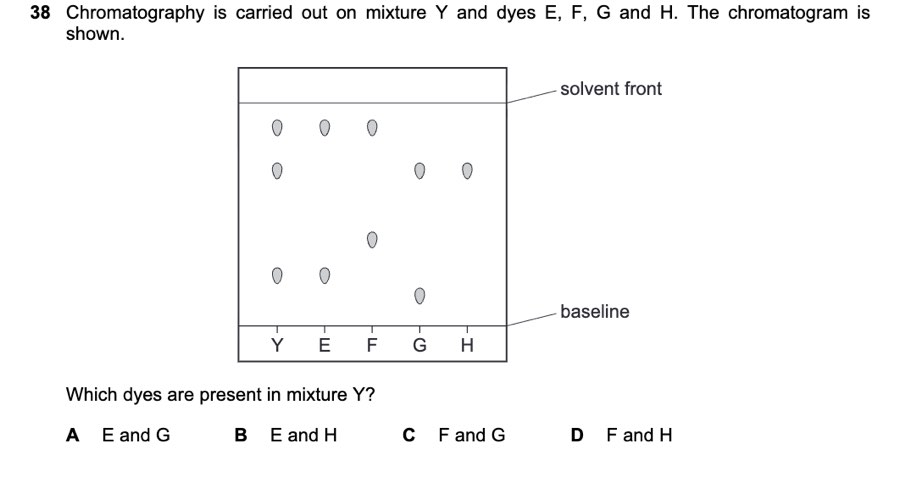 38 Chromatography is carried out on mixture Y and dyes E, F, G and H. The chromatogram is
shown.
solvent front
baseline
Y E F G H
Which dyes are present in mixture Y?
A E and G B E and H C F and G D F and H